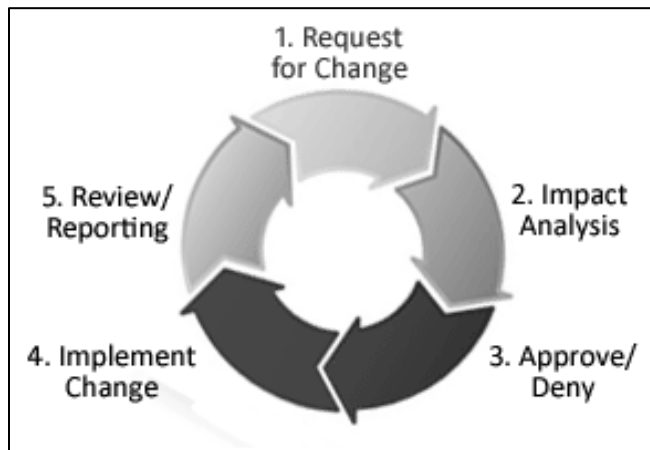 1. Request
for Change
2. Impact
Analysis
3. Approve/
Deny
4. Implement
Change
5. Review/
Reporting